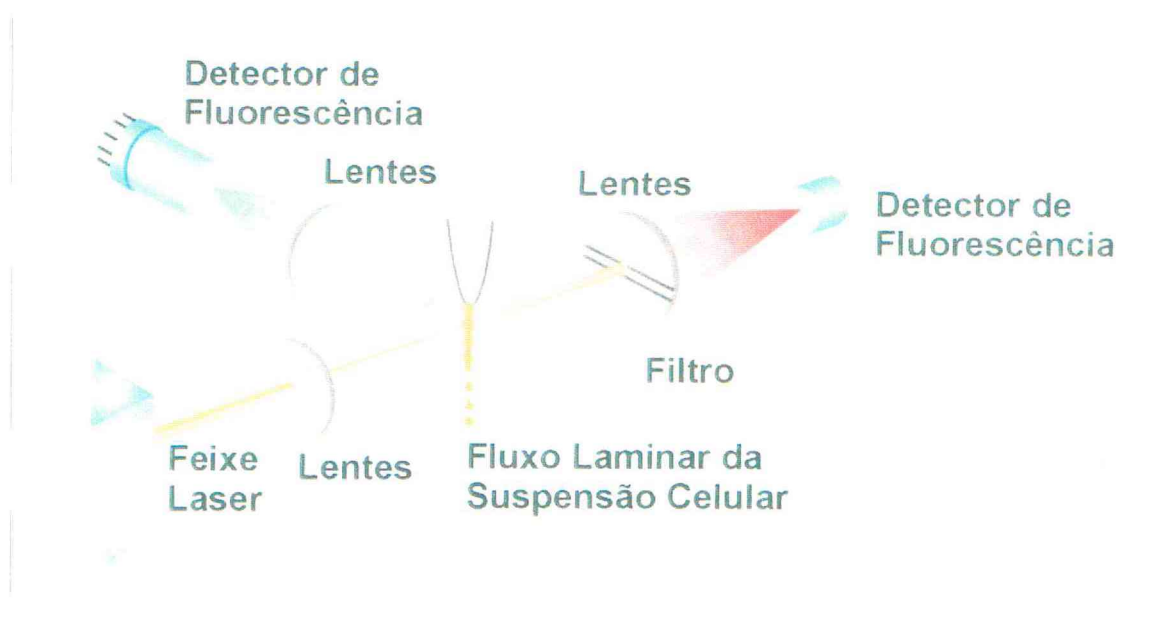 Detector de
Fluorescência
Lentes
Lentes
Detector de
Fluorescência
Filtro
Feixe
Laser
Lentes
Fluxo Laminar da
Suspensão Celular